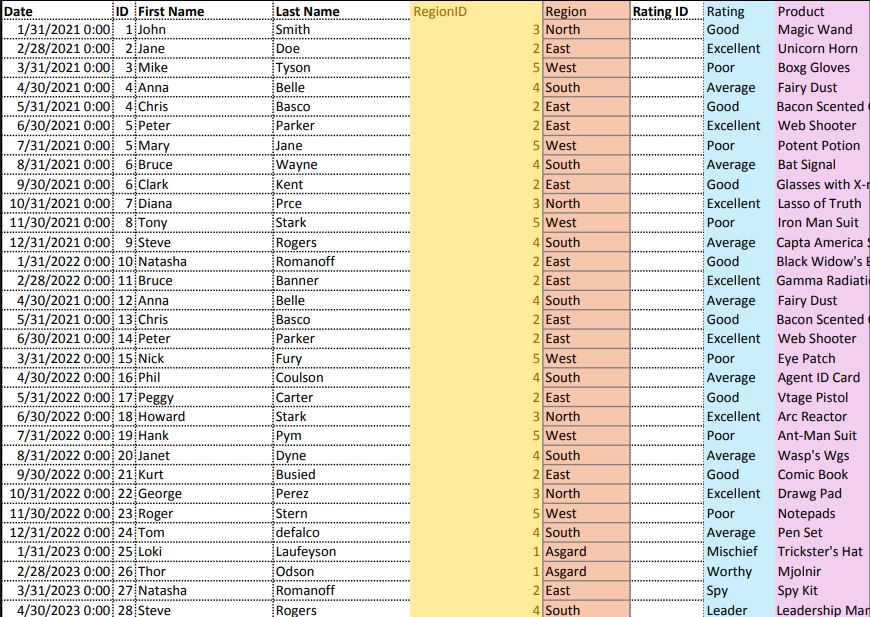 Date ID First Name Last Name RegionID Region Rating ID Rating Product
1/31/2021 0:00 1 John Smith 3 North Good Magic Wand
2/28/2021 0:00 2 Jane Doe 2 East Excellent Unicorn Horn
3/31/2021 0:00 3 Mike Tyson 5 West Poor Boxg Gloves
4/30/2021 0:00 4 Anna Belle 4 South Average Fairy Dust
5/31/2021 0:00 4 Chris Basco 2 East Good Bacon Scented
6/30/2021 0:00 5 Peter Parker 2 East Excellent Web Shooter
7/31/2021 0:00 5 Mary Jane 5 West Poor Potent Potion
8/31/2021 0:00 6 Bruce Wayne 4 South Average Bat Signal
9/30/2021 0:00 6 Clark Kent 2 East Good Glasses with X-r
10/31/2021 0:00 7 Diana Prce 3 North Excellent Lasso of Truth
11/30/2021 0:00 8 Tony Stark 5 West Poor Iron Man Suit
12/31/2021 0:00 9 Steve Rogers 4 South Average Capta America S
1/31/2022 0:00 10 Natasha Romanoff 2 East Good Black Widow's B
2/28/2022 0:00 11 Bruce Banner 2 East Excellent Gamma Radiati
4/30/2021 0:00 12 Anna Belle 4 South Average Fairy Dust
5/31/2021 0:00 13 Chris Basco 2 East Good Bacon Scented
6/30/2021 0:00 14 Peter Parker 2 East Excellent Web Shooter
3/31/2022 0:00 15 Nick Fury 5 West Poor Eye Patch
4/30/2022 0:00 16 Phil Coulson 4 South Average Agent ID Card
5/31/2022 0:00 17 Peggy Carter 2 East Good Vtage Pistol
6/30/2022 0:00 18 Howard Stark 3 North Excellent Arc Reactor
7/31/2022 0:00 19 Hank Pym 5 West Poor Ant-Man Suit
8/31/2022 0:00 20 Janet Dyne 4 South Average Wasp's Wgs
9/30/2022 0:00 21 Kurt Busied 2 East Good Comic Book
10/31/2022 0:00 22 George Perez 3 North Excellent Drawg Pad
11/30/2022 0:00 23 Roger Stern 5 West Poor Notepads
12/31/2022 0:00 24 Tom defalco 4 South Average Pen Set
1/31/2023 0:00 25 Loki Laufeyson 1 Asgard Mischief Trickster's Hat
2/28/2023 0:00 26 Thor Odson 1 Asgard Worthy Mjolnir
3/31/2023 0:00 27 Natasha Romanoff 2 East Spy Spy Kit
4/30/2023 0:00 28 Steve Rogers 4 South Leader Leadership Man